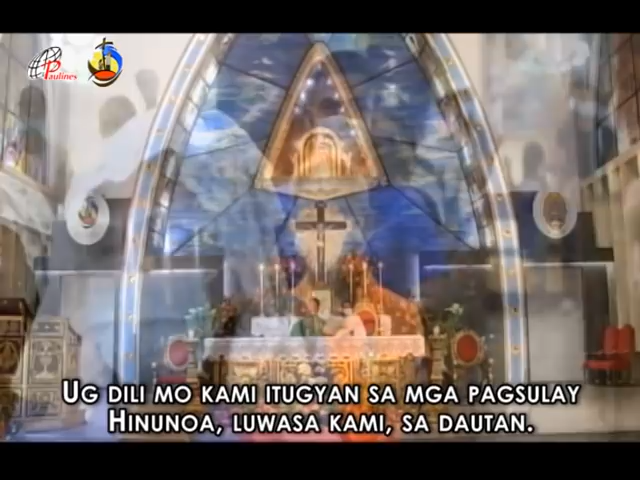 Paulines
UG DILI MO KAMI ITUGYAN SA MGA PAGSULAY
HINUNOA, LUWASA KAMI, SA DAUTAN.